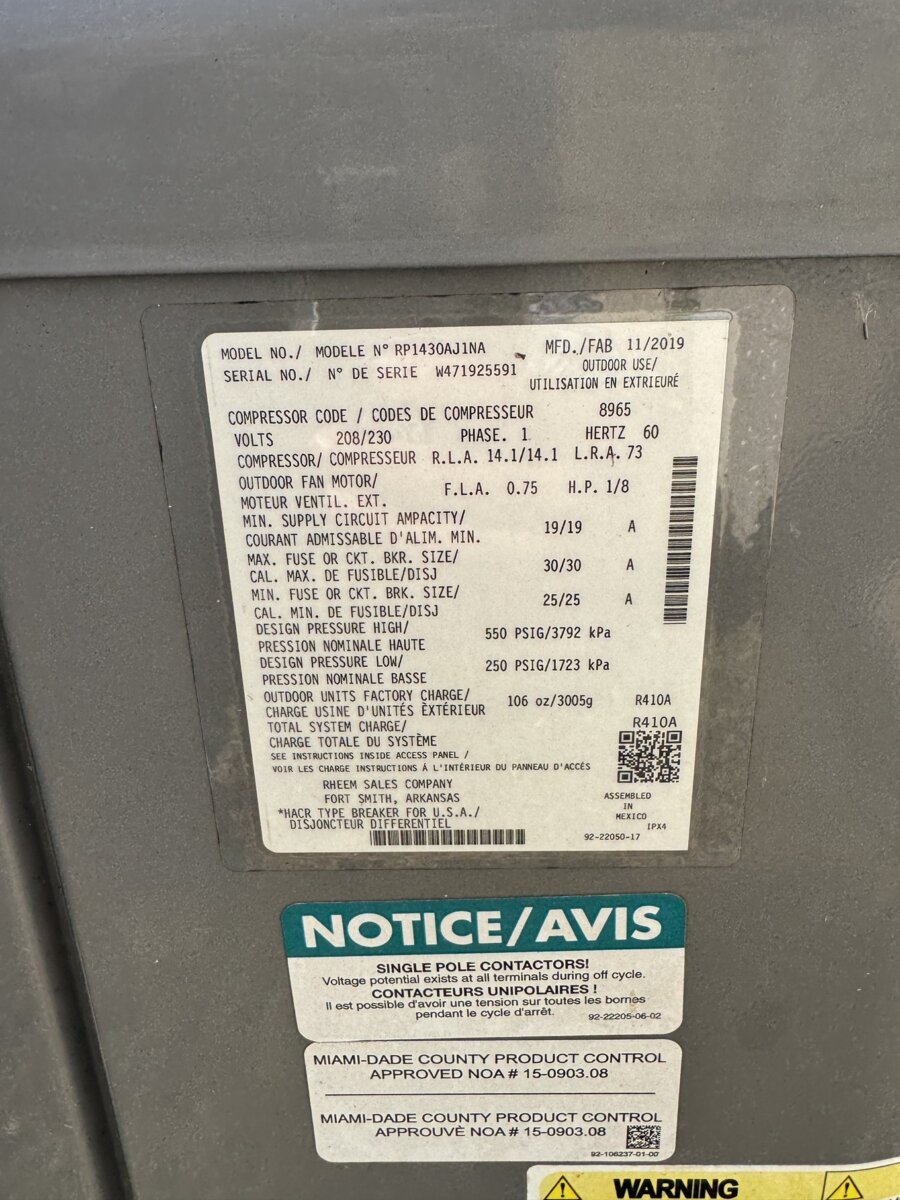 MODEL NO./ MODELE N° RP1430AJ1NA MFD./FAB 11/2019
SERIAL NO./ N° DE SERIE W471925591 OUTDOOR USE/
UTILISATION EN EXTRIEURÉ
COMPRESSOR CODE / CODES DE COMPRESSEUR 8965
VOLTS 208/230 PHASE. 1 HERTZ 60
COMPRESSOR/ COMPRESSEUR R.L.A. 14.1/14.1 L.R.A. 73
OUTDOOR FAN MOTOR/
MOTEUR VENTIL. EXT. F.L.A. 0.75 H.P. 1/8
MIN. SUPPLY CIRCUIT AMPACITY/
COURANT ADMISSABLE D'ALIM. MIN. 19/19 A
MAX. FUSE OR CKT. BKR. SIZE/
CAL. MAX. DE FUSIBLE/DISJ 30/30 A
MIN. FUSE OR CKT. BRK. SIZE/
CAL. MIN. DE FUSIBLE/DISJ 25/25 A
DESIGN PRESSURE HIGH/
PRESSION NOMINALE HAUTE 550 PSIG/3792 kPa
DESIGN PRESSURE LOW/
PRESSION NOMINALE BASSE 250 PSIG/1723 kPa
OUTDOOR UNITS FACTORY CHARGE/
CHARGE USINE D'UNITÉS ÈXTÉRIEUR 106 oz/3005g R410A
TOTAL SYSTEM CHARGE/ R410A
CHARGE TOTALE DU SYSTÈME
SEE INSTRUCTIONS INSIDE ACCESS PANEL /
VOIR LES CHARGE INSTRUCTIONS Á L'INTÉRIEUR DU PANNEAU D'ACCÈS
RHEEM SALES COMPANY
FORT SMITH, ARKANSAS
*HACR TYPE BREAKER FOR U.S.A./
DISJONCTEUR DIFFERENTIEL
ASSEMBLED
IN
MEXICO
IPX4
92-22050-17
NOTICE/AVIS
SINGLE POLE CONTACTORS!
Voltage potential exists at all terminals during off cycle.
CONTACTEURS UNIPOLAIRES !
Il est possible d'avoir une tension sur toutes les bornes
pendant le cycle d'arrêt.
92-22205-06-02
MIAMI-DADE COUNTY PRODUCT CONTROL
APPROVED NOA # 15-0903.08
MIAMI-DADE COUNTY PRODUCT CONTROL
APPROUVÈ NOA # 15-0903.08
92-106237-01-00
WARNING